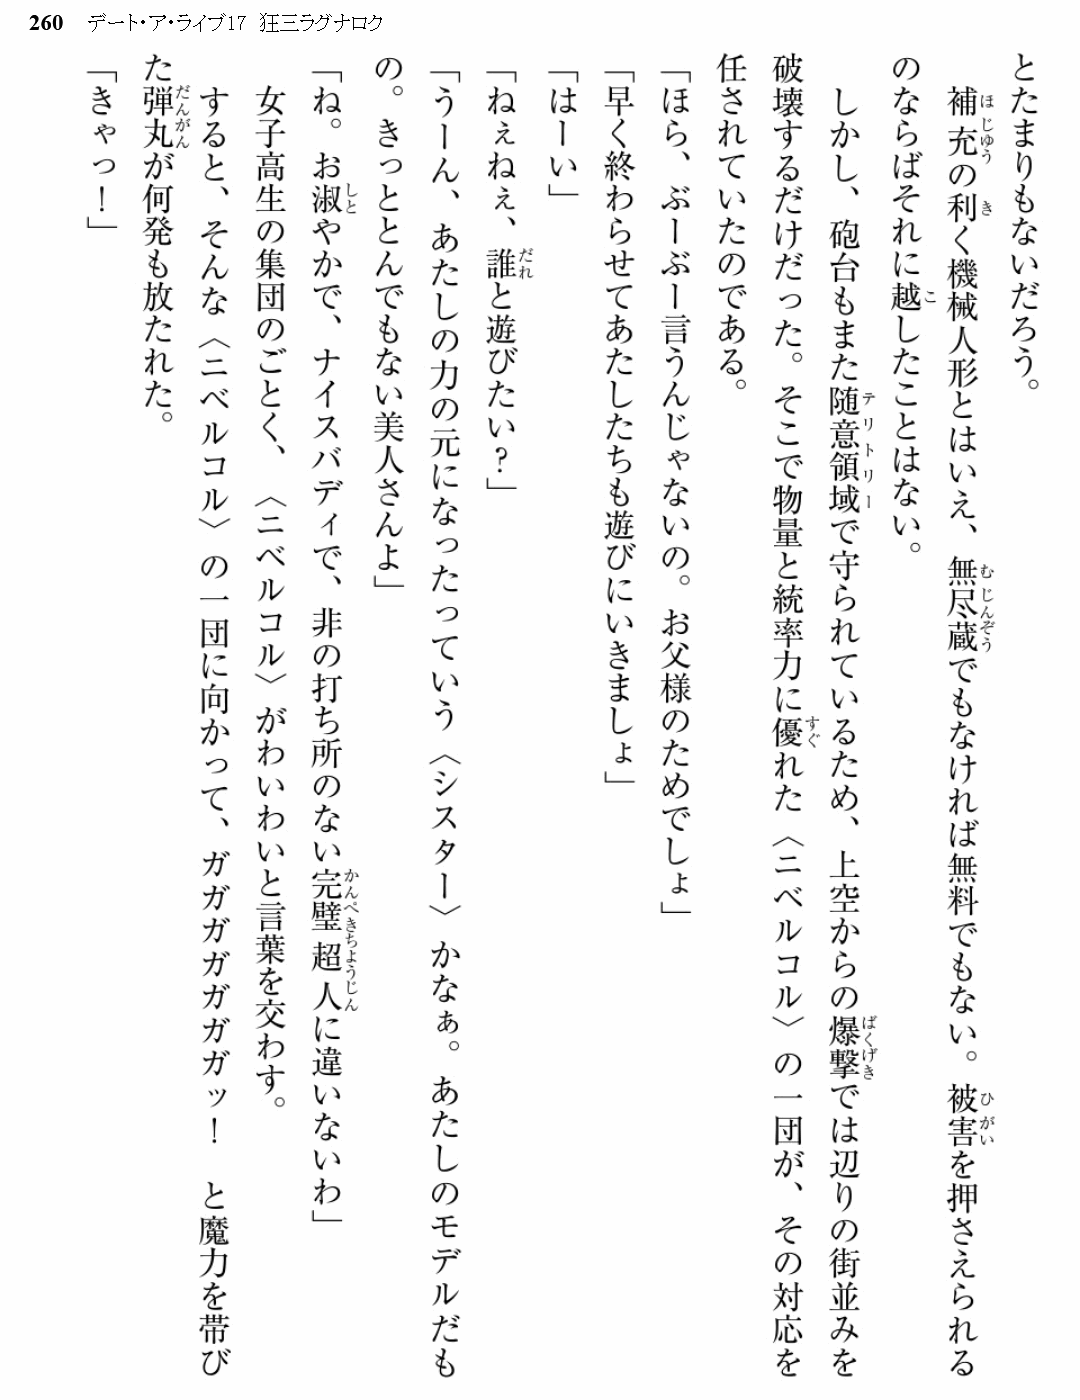 260 デート・ア・ライブ17 狂三ラグナロク
とたまりもないだろう。
　補充の利く機械人形とはいえ、無尽蔵でもなければ無料でもない。被害を押さえられる
のならばそれに越したことはない。
　しかし、砲台もまた随意領域で守られているため、上空からの爆撃では辺りの街並みを
破壊するだけだった。そこで物量と統率力に優れた〈ニベルコル〉の一団が、その対応を
任されていたのである。
「ほら、ぶーぶー言うんじゃないの。お父様のためでしょ」
「早く終わらせてあたしたちも遊びにいきましょ」
「はーい」
「ねぇねぇ、誰と遊びたい？」
「うーん、あたしの力の元になったっていう〈シスター〉かなぁ。あたしのモデルだも
の。きっととんでもない美人さんよ」
「ね。お淑やかで、ナイスバディで、非の打ち所のない完璧超人に違いないわ」
　女子高生の集団のごとく、〈ニベルコル〉がわいわいと言葉を交わす。
　すると、そんな〈ニベルコル〉の一団に向かって、ガガガガガガガッ！　と魔力を帯び
た弾丸が何発も放たれた。
「きゃっ！」